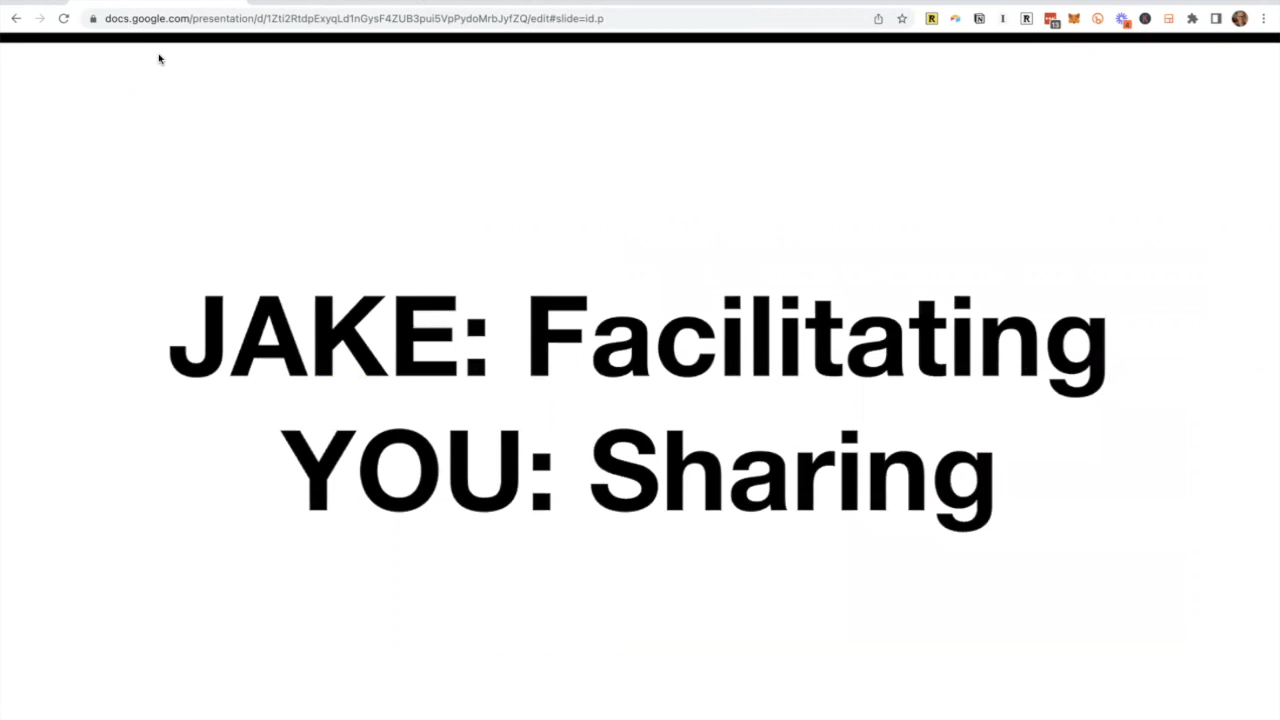 docs.google.com/presentation/d/1Zti2RtdpExyqLd1nGysF4ZUB3pui5VpPydoMrbJyfZQ/edit#slide=id.p
JAKE: Facilitating
YOU: Sharing